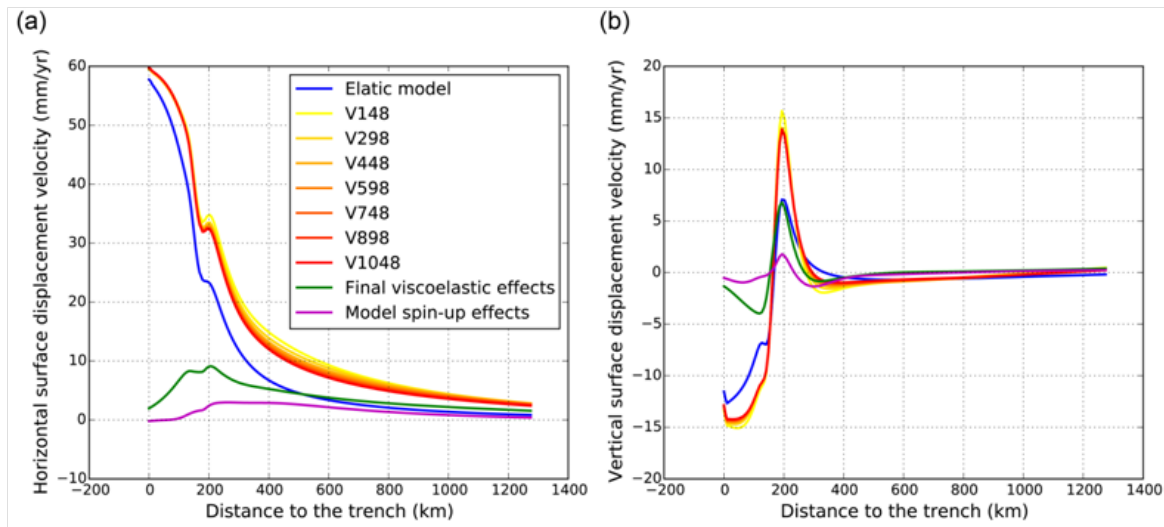 (a)
Horizontal surface displacement velocity (mm/yr)
60
50
40
30
20
10
0
−10
−200
0
200
400
600
800
1000
1200
1400
Distance to the trench (km)
Elatic model
V148
V298
V448
V598
V748
V898
V1048
Final viscoelastic effects
Model spin-up effects
(b)
Vertical surface displacement velocity (mm/yr)
20
15
10
5
0
−5
−10
−15
−20
−200
0
200
400
600
800
1000
1200
1400
Distance to the trench (km)